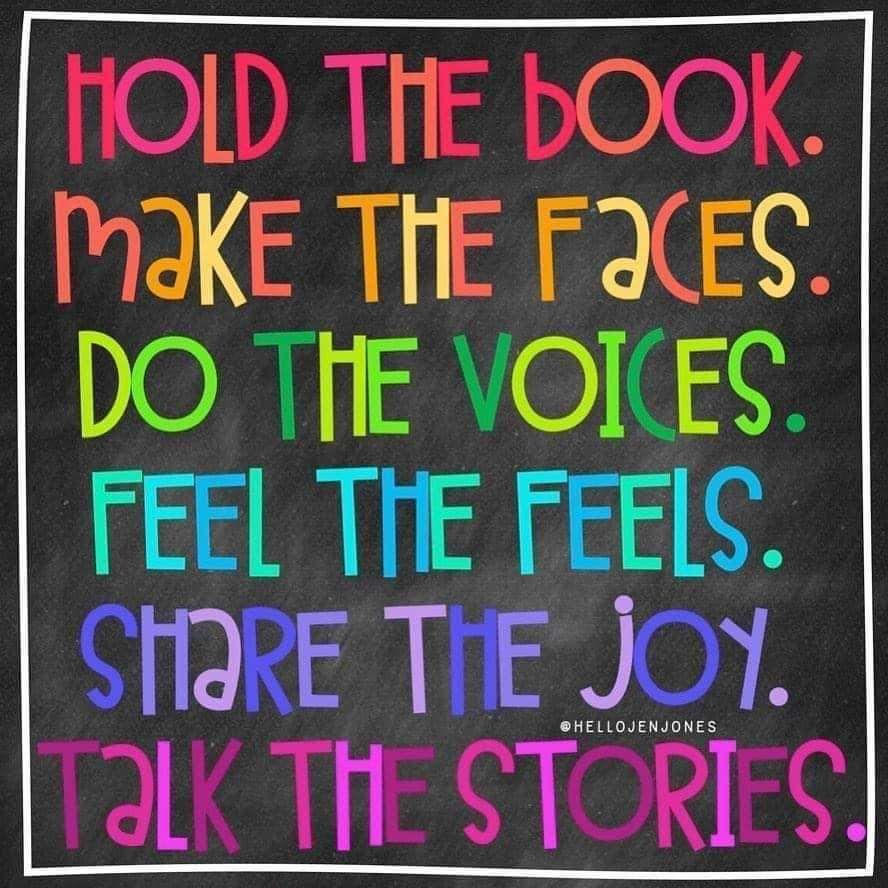 HOLD THE bOOK.
MaKE THE FaCES.
DO THE VOICES.
FEEL THE FEELS.
SHaRE THE JOY.
@HELLOJENJONES
TaLK THE STORIES.